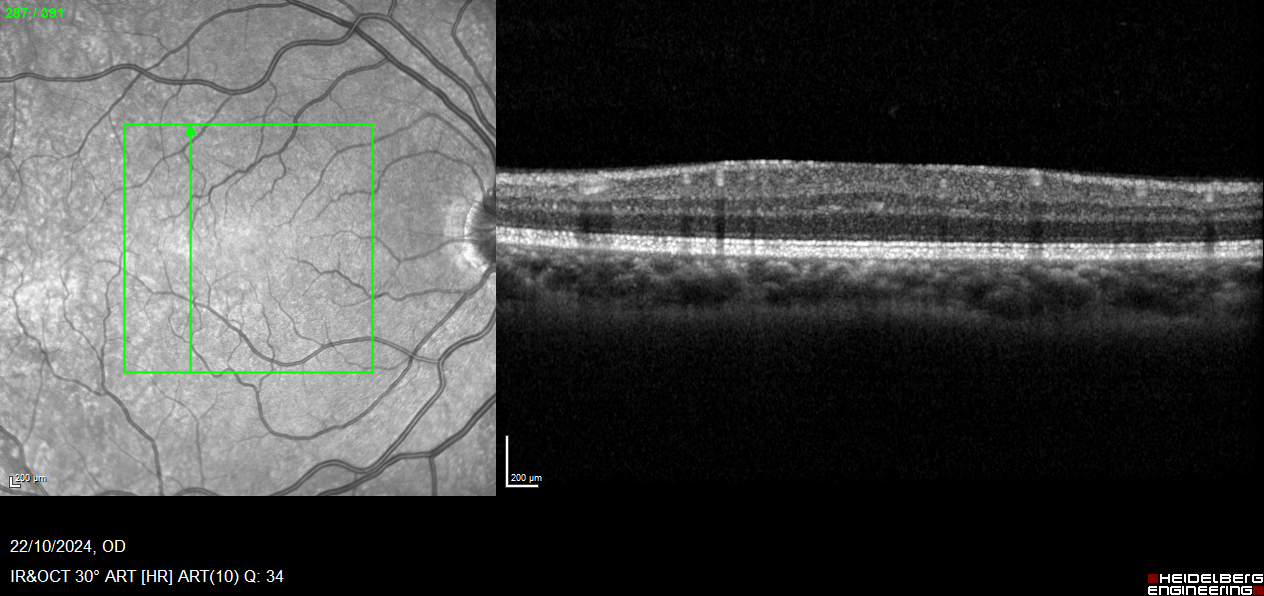 287 / 391
200 µm
200 µm
22/10/2024, OD
IR&OCT 30° ART [HR] ART(10) Q: 34
HEIDELBERG
ENGINEERING